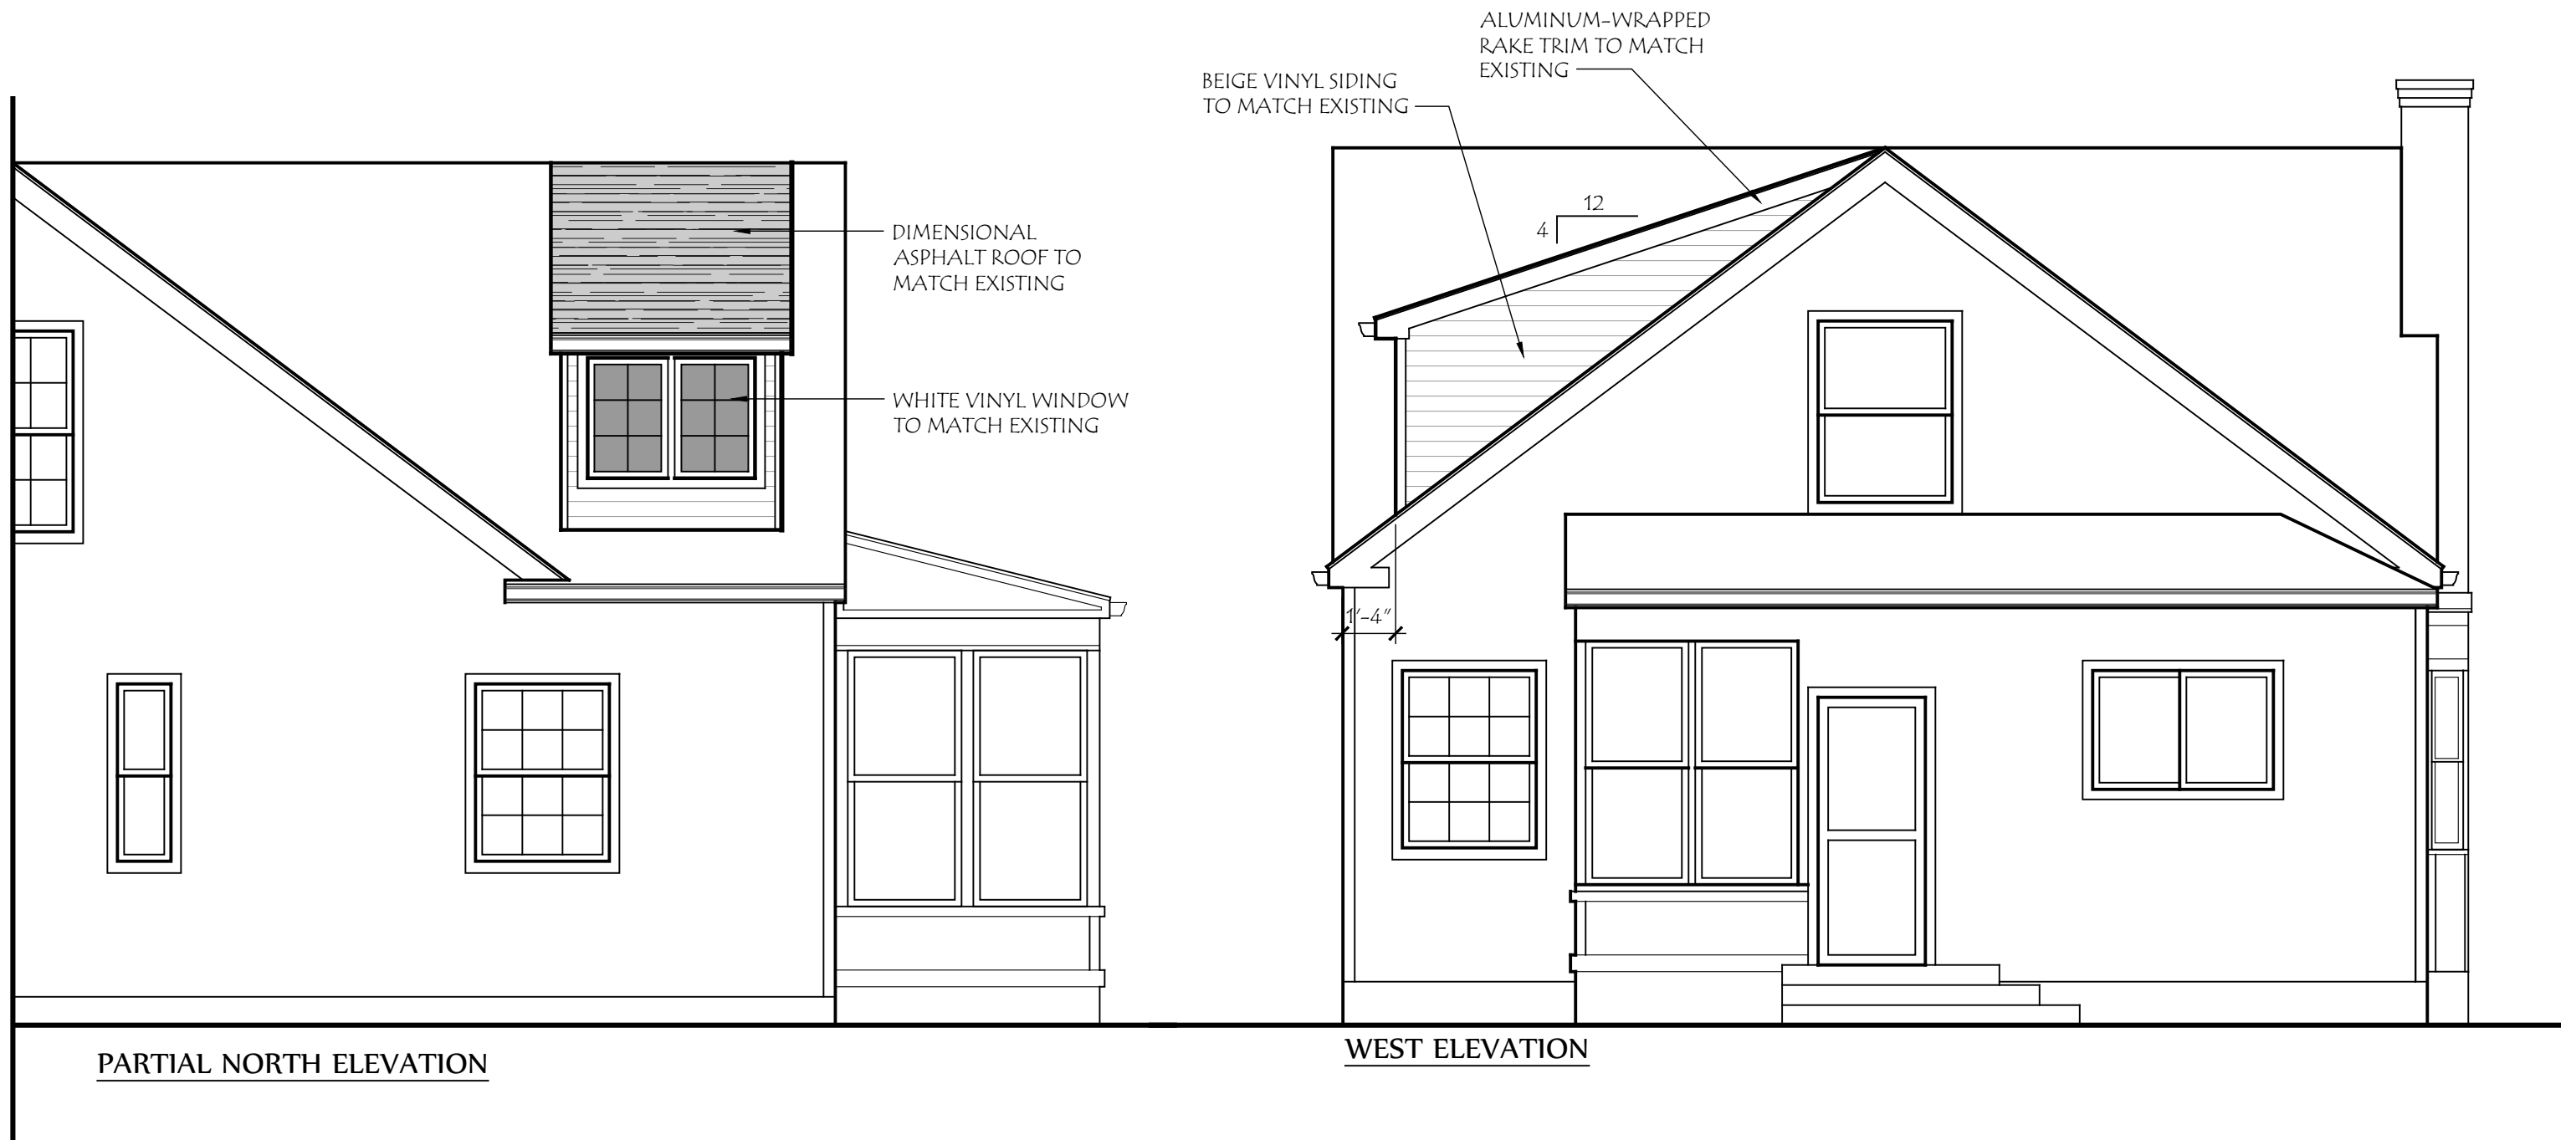 ALUMINUM-WRAPPED
RAKE TRIM TO MATCH
EXISTING
BEIGE VINYL SIDING
TO MATCH EXISTING
12
4
DIMENSIONAL
ASPHALT ROOF TO
MATCH EXISTING
WHITE VINYL WINDOW
TO MATCH EXISTING
1'-4"
PARTIAL NORTH ELEVATION
WEST ELEVATION